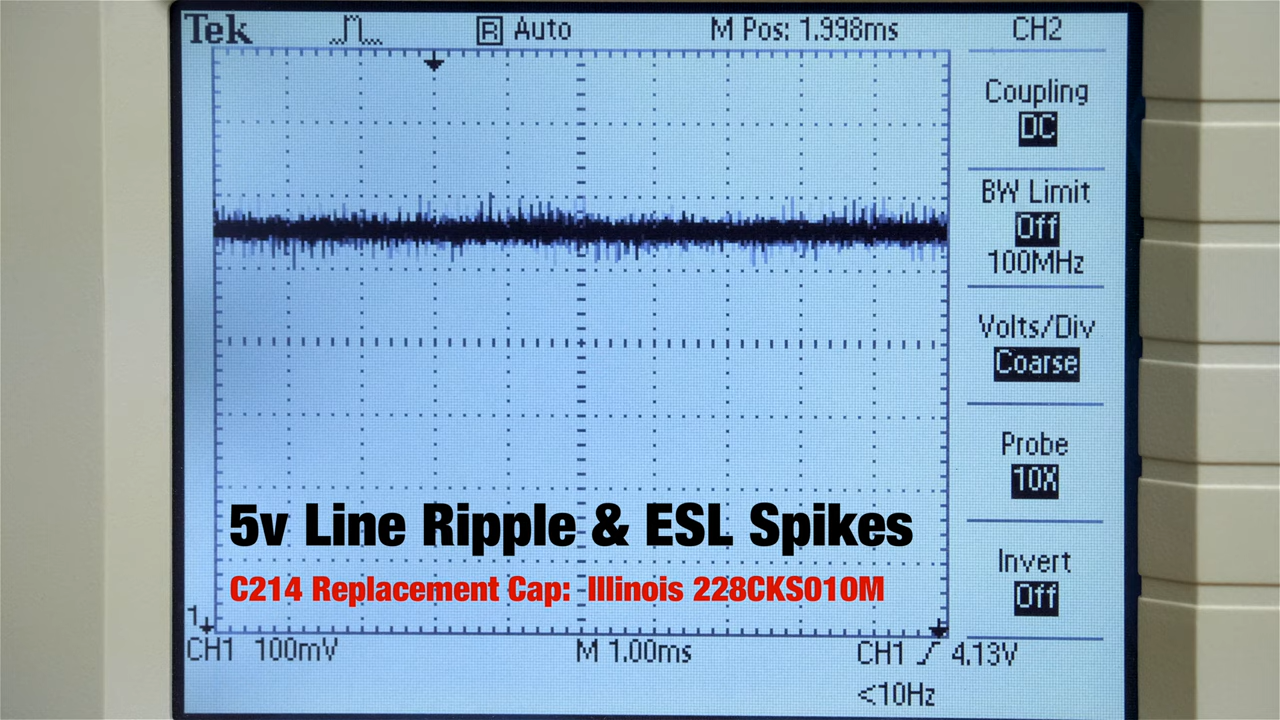 Tek R Auto M Pos: 1.998ms CH2
Coupling
DC
BW Limit
Off
100MHz
Volts/Div
Coarse
Probe
10X
Invert
Off
5v Line Ripple & ESL Spikes
C214 Replacement Cap: Illinois 228CKS010M
1
CH1 100mV M 1.00ms CH1 4.13V
<10Hz